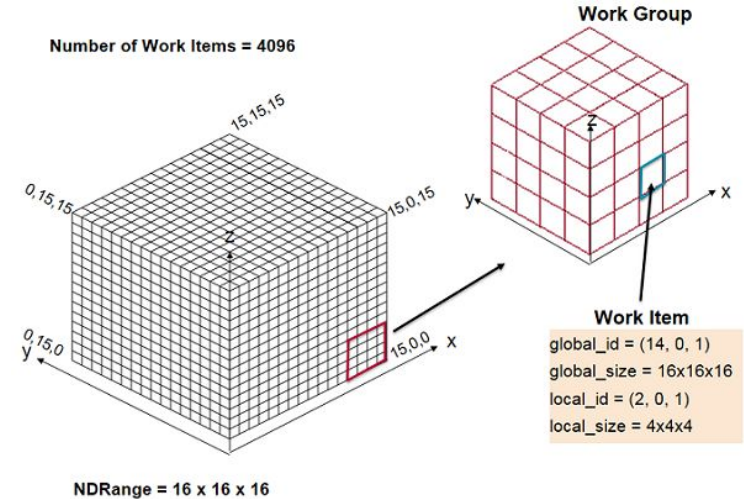 Work Group
Number of Work Items = 4096
z
y
x
15,15,15
0,15,15
15,0,15
z
0,15,0
y
15,0,0
x
Work Item
global_id = (14, 0, 1)
global_size = 16x16x16
local_id = (2, 0, 1)
local_size = 4x4x4
NDRange = 16 x 16 x 16